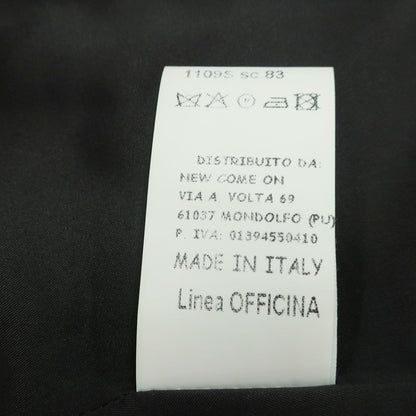 1109S sc 83
DISTRIBUITO DA:
NEW COME ON
VIA A. VOLTA 69
61037 MONDOLFO (PU)
P. IVA: 01394550410
MADE IN ITALY
Linea OFFICINA